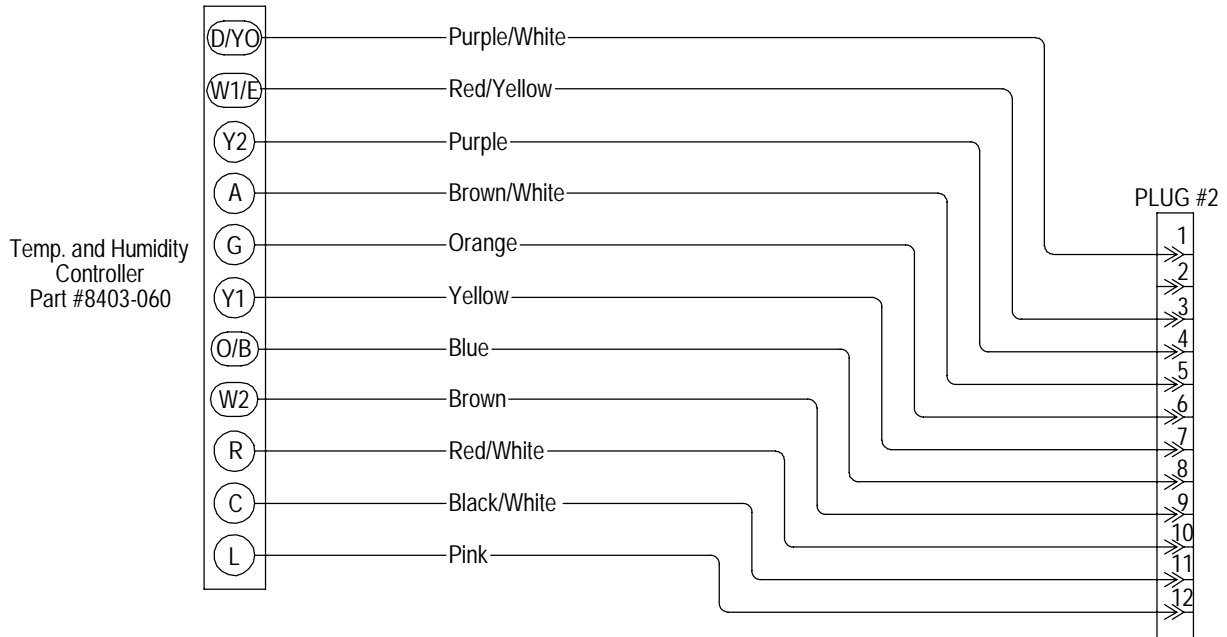 D/YO Purple/White
W1/E Red/Yellow
Y2 Purple
A Brown/White
G Orange
Y1 Yellow
O/B Blue
W2 Brown
R Red/White
C Black/White
L Pink
Temp. and Humidity
Controller
Part #8403-060
PLUG #2
1
2
3
4
5
6
7
8
9
10
11
12